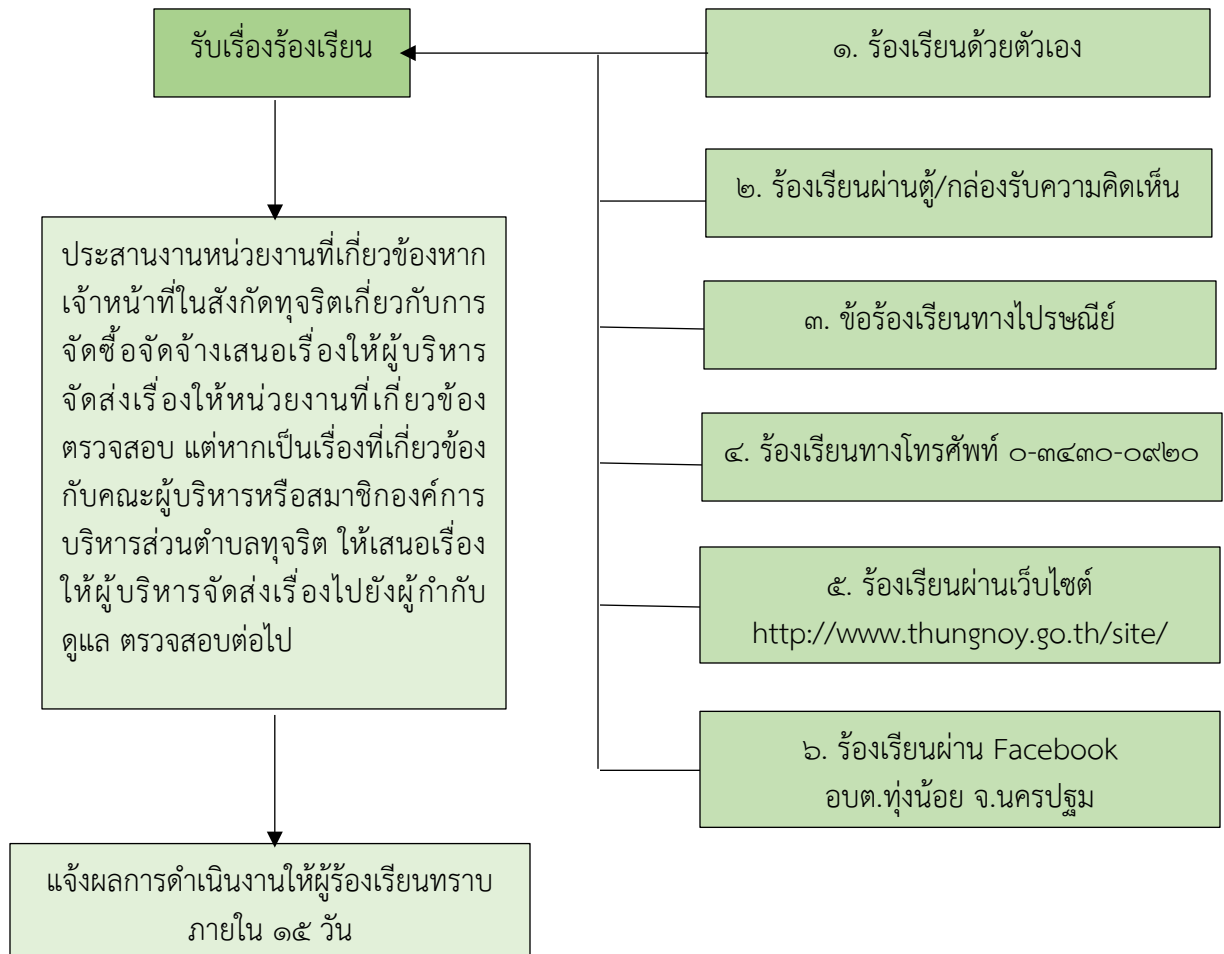 รับเรื่องร้องเรียน
๑. ร้องเรียนด้วยตัวเอง
๒. ร้องเรียนผ่านตู้/กล่องรับความคิดเห็น
๓. ข้อร้องเรียนทางไปรษณีย์
๔. ร้องเรียนทางโทรศัพท์ ๐-๓๔๓๐-๐๙๒๐
๕. ร้องเรียนผ่านเว็บไซต์
http://www.thungnoy.go.th/site/
๖. ร้องเรียนผ่าน Facebook
อบต.ทุ่งน้อย จ.นครปฐม
ประสานงานหน่วยงานที่เกี่ยวข้องหาก
เจ้าหน้าที่ในสังกัดทุจริตเกี่ยวกับการ
จัดซื้อจัดจ้างเสนอเรื่องให้ผู้บริหาร
จัดส่งเรื่องให้หน่วยงานที่เกี่ยวข้อง
ตรวจสอบ แต่หากเป็นเรื่องที่เกี่ยวข้อง
กับคณะผู้บริหารหรือสมาชิกองค์การ
บริหารส่วนตำบลทุจริต ให้เสนอเรื่อง
ให้ผู้บริหารจัดส่งเรื่องไปยังผู้กำกับ
ดูแล ตรวจสอบต่อไป
แจ้งผลการดำเนินงานให้ผู้ร้องเรียนทราบ
ภายใน ๑๕ วัน